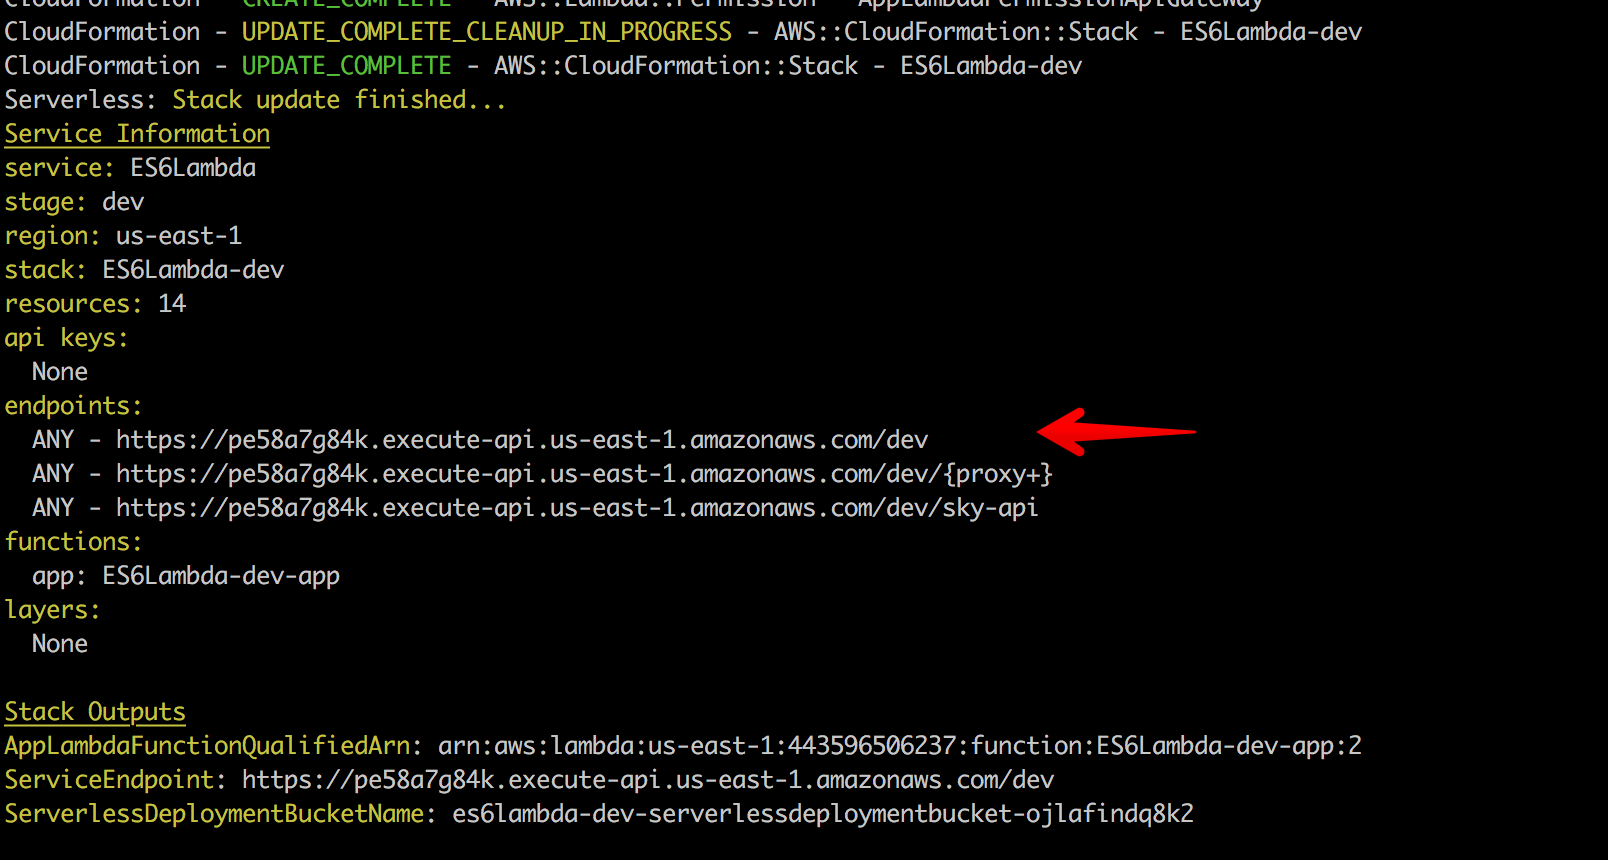 CloudFormation - CREATE_COMPLETE - AWS::Lambda::Permission - AppLambdaPermissionApiGateway
CloudFormation - UPDATE_COMPLETE_CLEANUP_IN_PROGRESS - AWS::CloudFormation::Stack - ES6Lambda-dev
CloudFormation - UPDATE_COMPLETE - AWS::CloudFormation::Stack - ES6Lambda-dev
Serverless: Stack update finished...
Service Information
service: ES6Lambda
stage: dev
region: us-east-1
stack: ES6Lambda-dev
resources: 14
api keys:
  None
endpoints:
  ANY - https://pe58a7g84k.execute-api.us-east-1.amazonaws.com/dev
  ANY - https://pe58a7g84k.execute-api.us-east-1.amazonaws.com/dev/{proxy+}
  ANY - https://pe58a7g84k.execute-api.us-east-1.amazonaws.com/dev/sky-api
functions:
  app: ES6Lambda-dev-app
layers:
  None
Stack Outputs
AppLambdaFunctionQualifiedArn: arn:aws:lambda:us-east-1:443596506237:function:ES6Lambda-dev-app:2
ServiceEndpoint: https://pe58a7g84k.execute-api.us-east-1.amazonaws.com/dev
ServerlessDeploymentBucketName: es6lambda-dev-serverlessdeploymentbucket-ojlafindq8k2